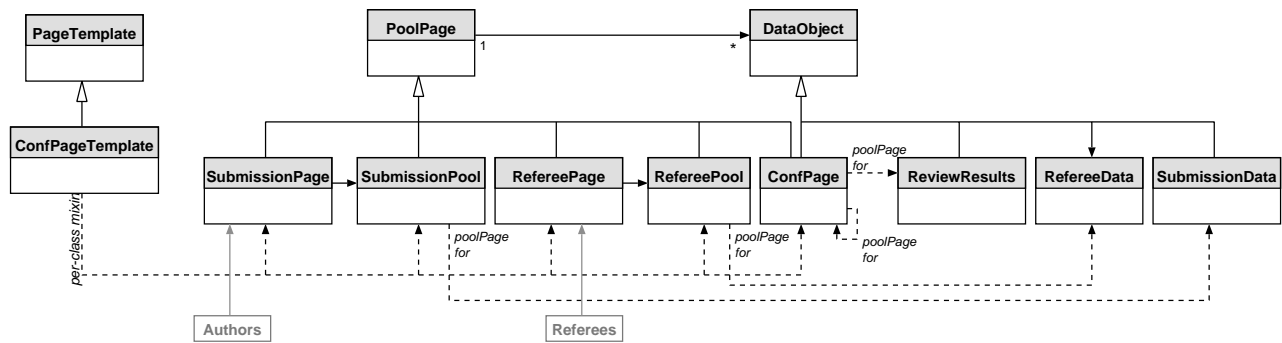 PageTemplate
PoolPage
DataObject
1
*
ConfPageTemplate
poolPage
for
SubmissionPage
SubmissionPool
RefereePage
RefereePool
ConfPage
ReviewResults
RefereeData
SubmissionData
per-class mixin
poolPage
for
poolPage
for
poolPage
for
Authors
Referees